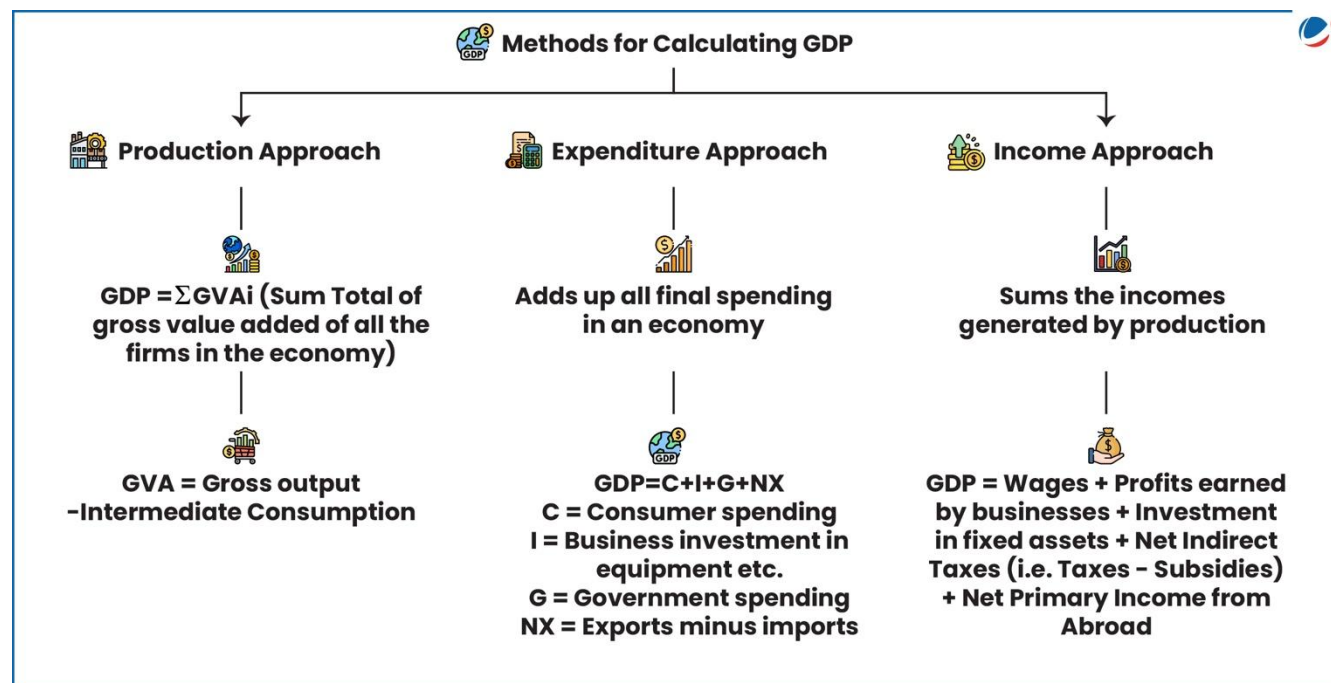 Methods for Calculating GDP
Production Approach
GDP =ΣGVAi (Sum Total of
gross value added of all the
firms in the economy)
GVA = Gross output
-Intermediate Consumption
Expenditure Approach
Adds up all final spending
in an economy
GDP
GDP=C+I+G+NX
C = Consumer spending
I = Business investment in
equipment etc.
G = Government spending
NX = Exports minus imports
Income Approach
Sums the incomes
generated by production
GDP = Wages + Profits earned
by businesses + Investment
in fixed assets + Net Indirect
Taxes (i.e. Taxes - Subsidies)
+ Net Primary Income from
Abroad